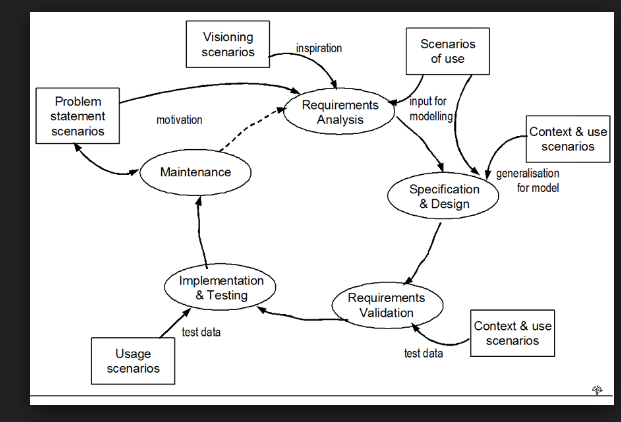 Visioning
scenarios
inspiration
Scenarios
of use
Problem
statement
scenarios
motivation
Requirements
Analysis
input for
modelling
Context & use
scenarios
Maintenance
generalisation
for model
Specification
& Design
Implementation
& Testing
Requirements
Validation
test data
Usage
scenarios
Context & use
scenarios
test data